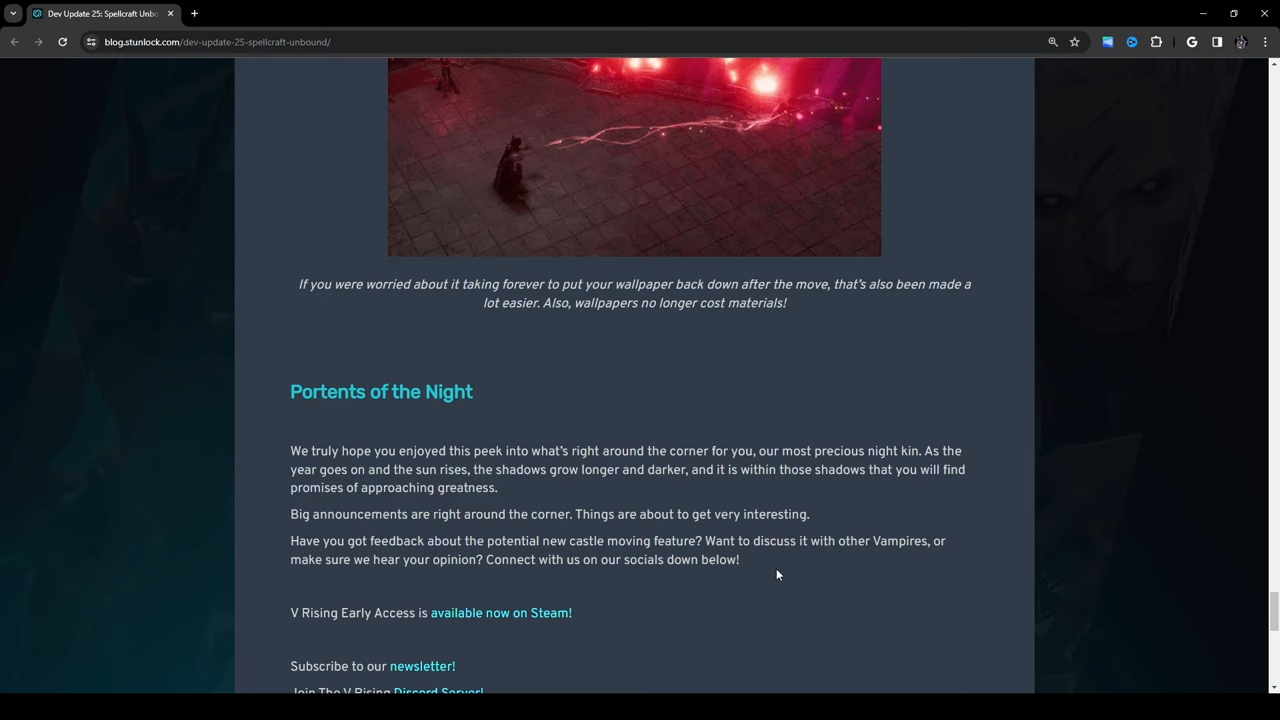 Dev Update 25: Spellcraft Unbo
blog.stunlock.com/dev-update-25-spellcraft-unbound/
If you were worried about it taking forever to put your wallpaper back down after the move, that's also been made a
lot easier. Also, wallpapers no longer cost materials!
Portents of the Night
We truly hope you enjoyed this peek into what's right around the corner for you, our most precious night kin. As the
year goes on and the sun rises, the shadows grow longer and darker, and it is within those shadows that you will find
promises of approaching greatness.
Big announcements are right around the corner. Things are about to get very interesting.
Have you got feedback about the potential new castle moving feature? Want to discuss it with other Vampires, or
make sure we hear your opinion? Connect with us on our socials down below!
V Rising Early Access is available now on Steam!
Subscribe to our newsletter!
Join The V Rising Discord Server!